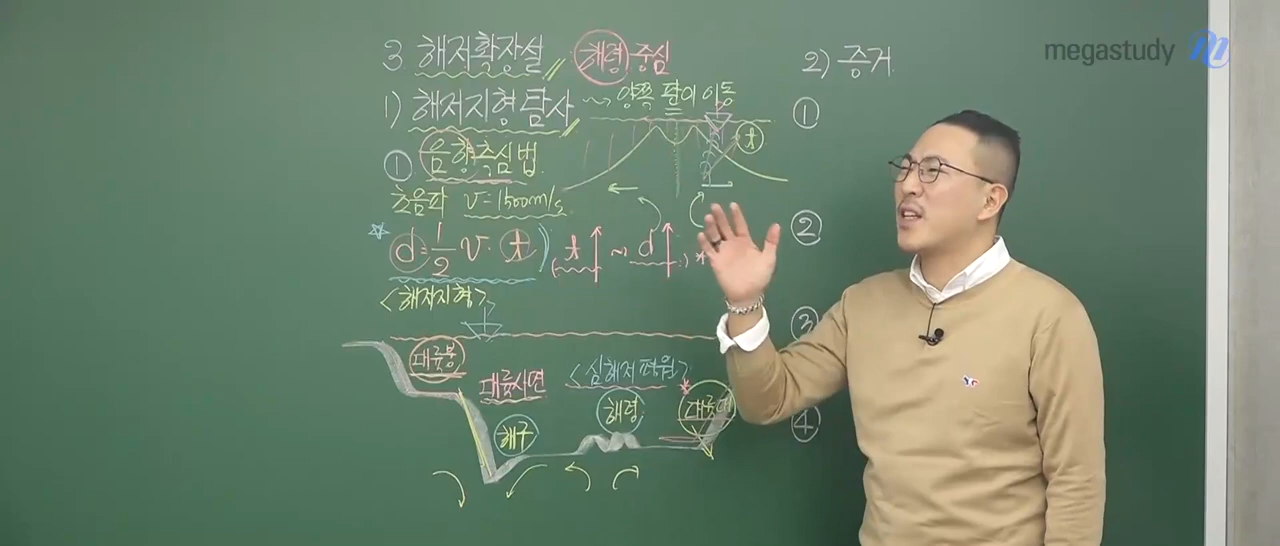 3 해저확장설 해령 중심
1) 해저지형탐사 ~> 양쪽 판이 이동
① 음향측심법 t
초음파 v=1500m/s
d=1/2 v·t (t↑ ~> d↑)
<해저지형>
대륙붕
대륙사면 <심해저평원>
해구 해령 대륙대
2) 증거
①
②
③
④
megastudy M